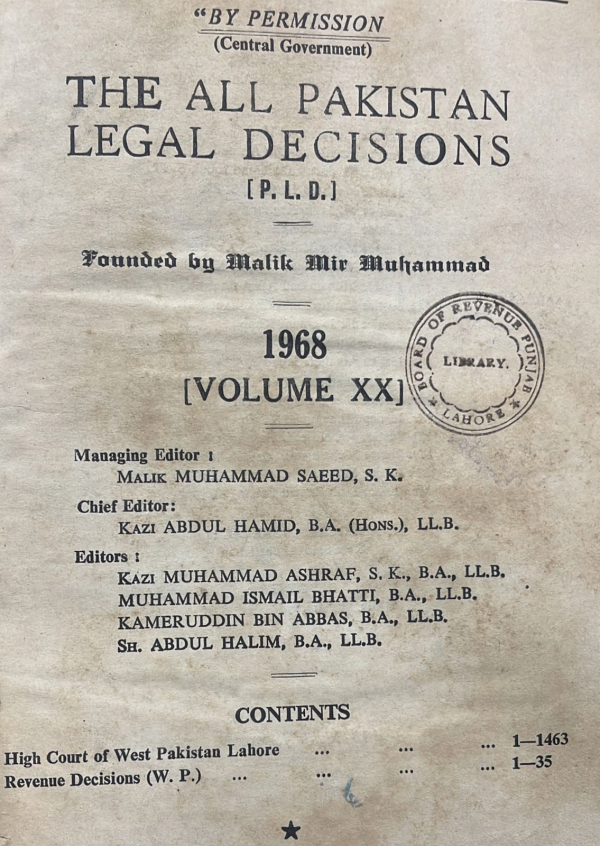 "BY PERMISSION
(Central Government)
THE ALL PAKISTAN
LEGAL DECISIONS
[ P. L. D. ]
Founded by Malik Mir Muhammad
1968
[VOLUME XX]
BOARD OF REVENUE PUNJAB
LIBRARY.
★ LAHORE ★
Managing Editor :
MALIK MUHAMMAD SAEED, S. K.
Chief Editor:
KAZI ABDUL HAMID, B.A. (HONS.), LL.B.
Editors :
KAZI MUHAMMAD ASHRAF, S. K., B.A., LL.B.
MUHAMMAD ISMAIL BHATTI, B.A., LL.B.
KAMERUDDIN BIN ABBAS, B.A., LL.B.
SH. ABDUL HALIM, B.A., LL.B.
CONTENTS
High Court of West Pakistan Lahore ... ... ... 1—1463
Revenue Decisions (W. P.) ... ... ... ... 1—35
★